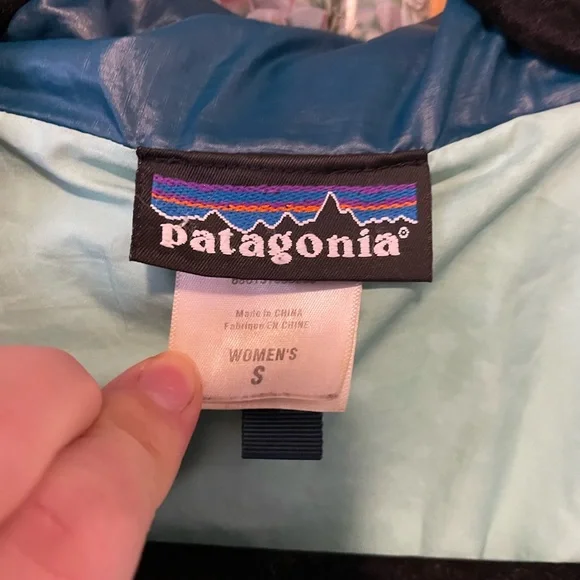 patagonia®
Made in CHINA
Fabriqué EN CHINE
WOMEN'S
S